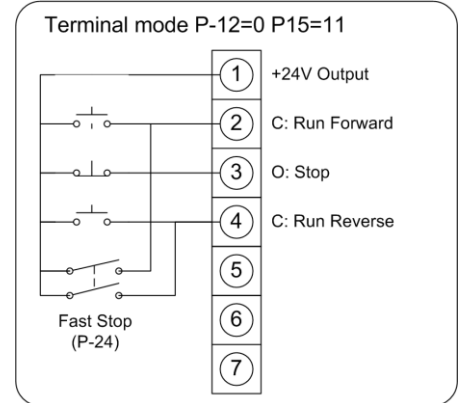 Terminal mode P-12=0 P15=11
1 +24V Output
2 C: Run Forward
3 O: Stop
4 C: Run Reverse
5
6
7
Fast Stop
(P-24)